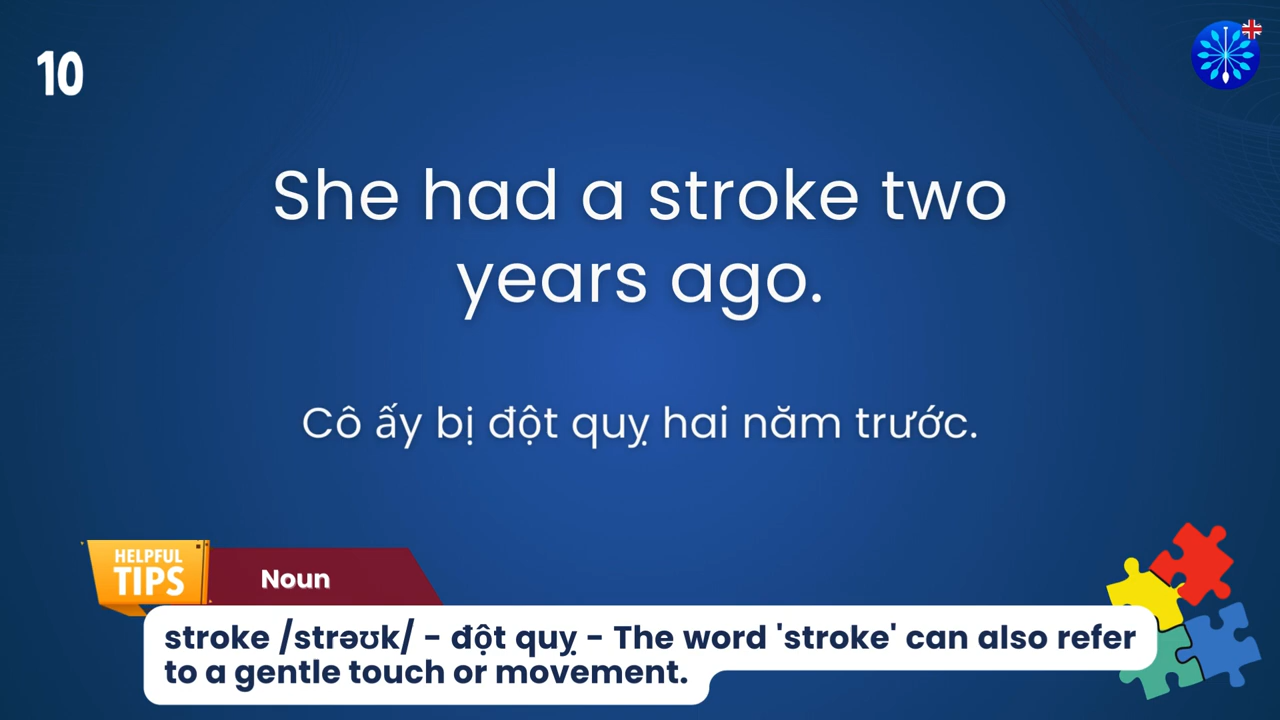 10
She had a stroke two
years ago.
Cô ấy bị đột quỵ hai năm trước.
HELPFUL
TIPS
Noun
stroke /strəʊk/ - đột quỵ - The word 'stroke' can also refer
to a gentle touch or movement.